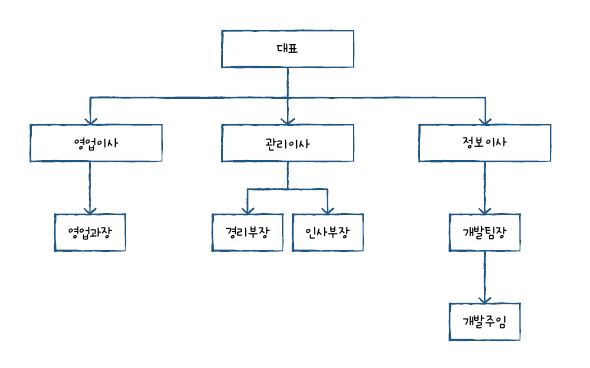 대표
영업이사
관리이사
정보이사
영업과장
경리부장
인사부장
개발팀장
개발주임